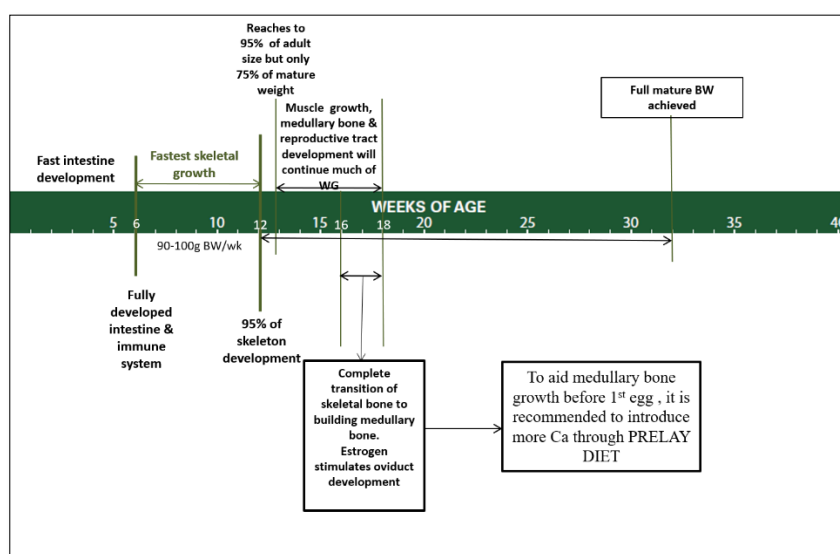 Reaches to
95% of adult
size but only
75% of mature
weight
Full mature BW
achieved
Muscle growth,
medullary bone &
reproductive tract
development will
continue much of
WG
Fast intestine
development
Fastest skeletal
growth
WEEKS OF AGE
5 6 10 12 15 16 18 20 25 30 35 40
90-100g BW/wk
Fully
developed
intestine &
immune
system
95% of
skeleton
development
Complete
transition of
skeletal bone to
building medullary
bone.
Estrogen
stimulates oviduct
development
To aid medullary bone
growth before 1st egg , it is
recommended to introduce
more Ca through PRELAY
DIET